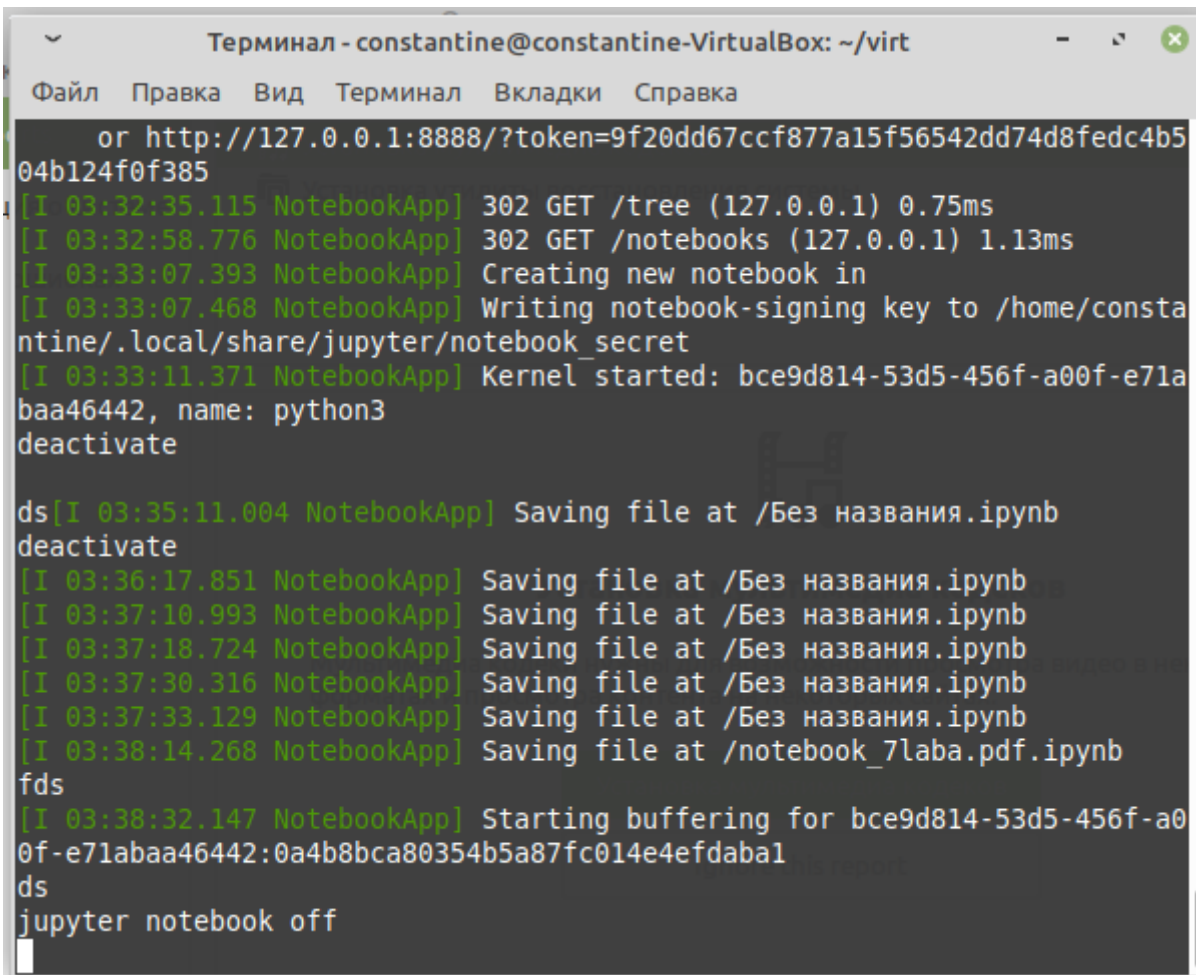 Терминал - constantine@constantine-VirtualBox: ~/virt
Файл Правка Вид Терминал Вкладки Справка
or http://127.0.0.1:8888/?token=9f20dd67ccf877a15f56542dd74d8fedc4b5
04b124f0f385
[I 03:32:35.115 NotebookApp] 302 GET /tree (127.0.0.1) 0.75ms
[I 03:32:58.776 NotebookApp] 302 GET /notebooks (127.0.0.1) 1.13ms
[I 03:33:07.393 NotebookApp] Creating new notebook in
[I 03:33:07.468 NotebookApp] Writing notebook-signing key to /home/consta
ntine/.local/share/jupyter/notebook_secret
[I 03:33:11.371 NotebookApp] Kernel started: bce9d814-53d5-456f-a00f-e71a
baa46442, name: python3
deactivate
ds[I 03:35:11.004 NotebookApp] Saving file at /Без названия.ipynb
deactivate
[I 03:36:17.851 NotebookApp] Saving file at /Без названия.ipynb
[I 03:37:10.993 NotebookApp] Saving file at /Без названия.ipynb
[I 03:37:18.724 NotebookApp] Saving file at /Без названия.ipynb
[I 03:37:30.316 NotebookApp] Saving file at /Без названия.ipynb
[I 03:37:33.129 NotebookApp] Saving file at /Без названия.ipynb
[I 03:38:14.268 NotebookApp] Saving file at /notebook_7laba.pdf.ipynb
fds
[I 03:38:32.147 NotebookApp] Starting buffering for bce9d814-53d5-456f-a0
0f-e71abaa46442:0a4b8bca80354b5a87fc014e4efdaba1
ds
Ignore this report
jupyter notebook off